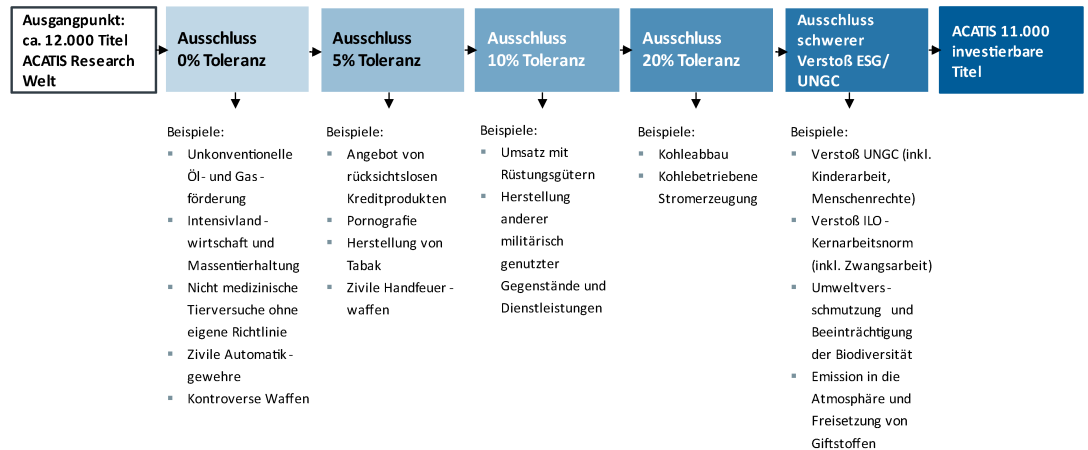 Ausgangpunkt:
ca. 12.000 Titel
ACATIS Research
Welt
Ausschluss
0% Toleranz
Ausschluss
5% Toleranz
Ausschluss
10% Toleranz
Ausschluss
20% Toleranz
Ausschluss
schwerer
Verstoß ESG/
UNGC
ACATIS 11.000
investierbare
Titel
Beispiele:
Unkonventionelle
Öl- und Gas-
förderung
Intensivland-
wirtschaft und
Massentierhaltung
Nicht medizinische
Tierversuche ohne
eigene Richtlinie
Zivile Automatik-
gewehre
Kontroverse Waffen
Beispiele:
Angebot von
rücksichtslosen
Kreditprodukten
Pornografie
Herstellung von
Tabak
Zivile Handfeuer-
waffen
Beispiele:
Umsatz mit
Rüstungsgütern
Herstellung
anderer
militärisch
genutzter
Gegenstände und
Dienstleistungen
Beispiele:
Kohleabbau
Kohlebetriebene
Stromerzeugung
Beispiele:
Verstoß UNGC (inkl.
Kinderarbeit,
Menschenrechte)
Verstoß ILO-
Kernarbeitsnorm
(inkl. Zwangsarbeit)
Umweltvers-
schmutzung und
Beeinträchtigung
der Biodiversität
Emission in die
Atmosphäre und
Freisetzung von
Giftstoffen